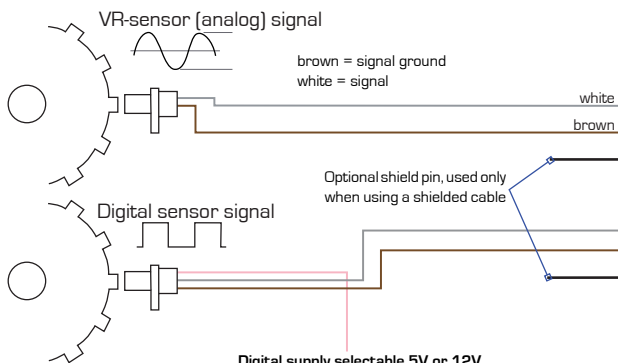 VR-sensor (analog) signal
brown = signal ground
white = signal
white
brown
Optional shield pin, used only
when using a shielded cable
Digital sensor signal
Digital supply selectable 5V or 12V